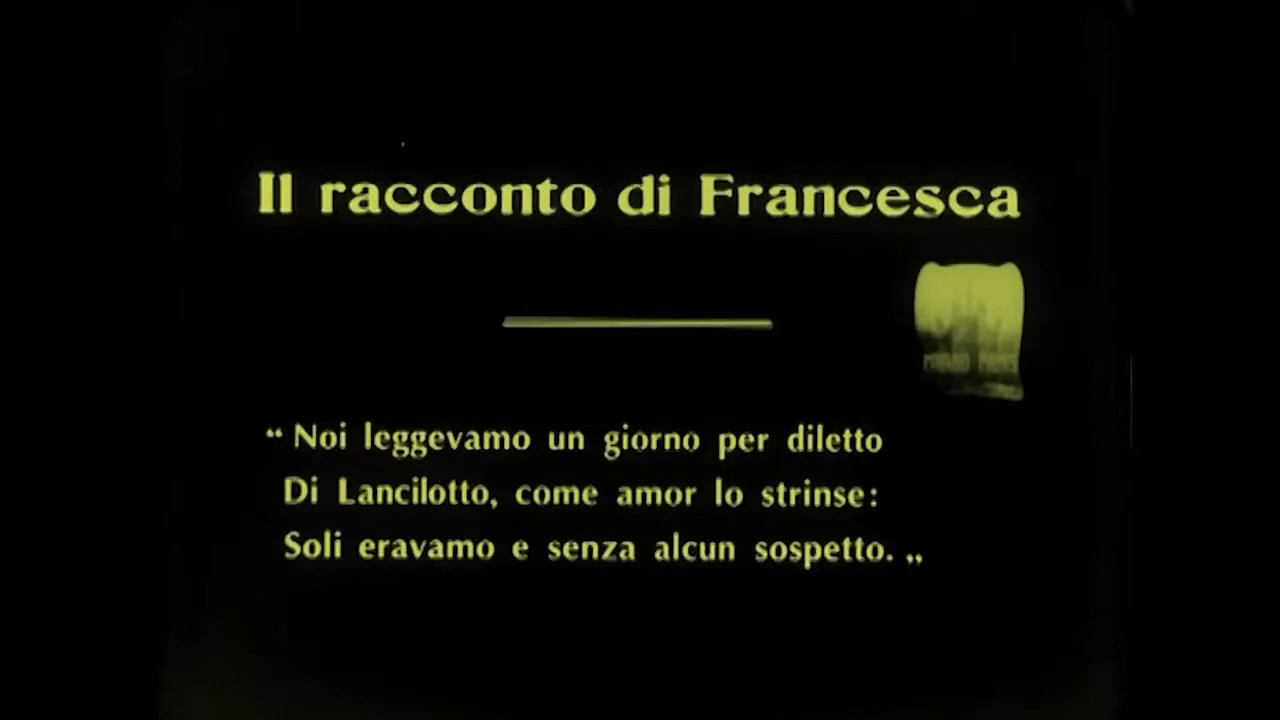 Il racconto di Francesca
“ Noi leggevamo un giorno per diletto
Di Lancilotto, come amor lo strinse:
Soli eravamo e senza alcun sospetto. „